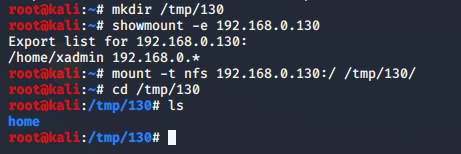 root@kali:~# mkdir /tmp/130
root@kali:~# showmount -e 192.168.0.130
Export list for 192.168.0.130:
/home/xadmin 192.168.0.*
root@kali:~# mount -t nfs 192.168.0.130:/ /tmp/130/
root@kali:~# cd /tmp/130
root@kali:/tmp/130# ls
home
root@kali:/tmp/130#